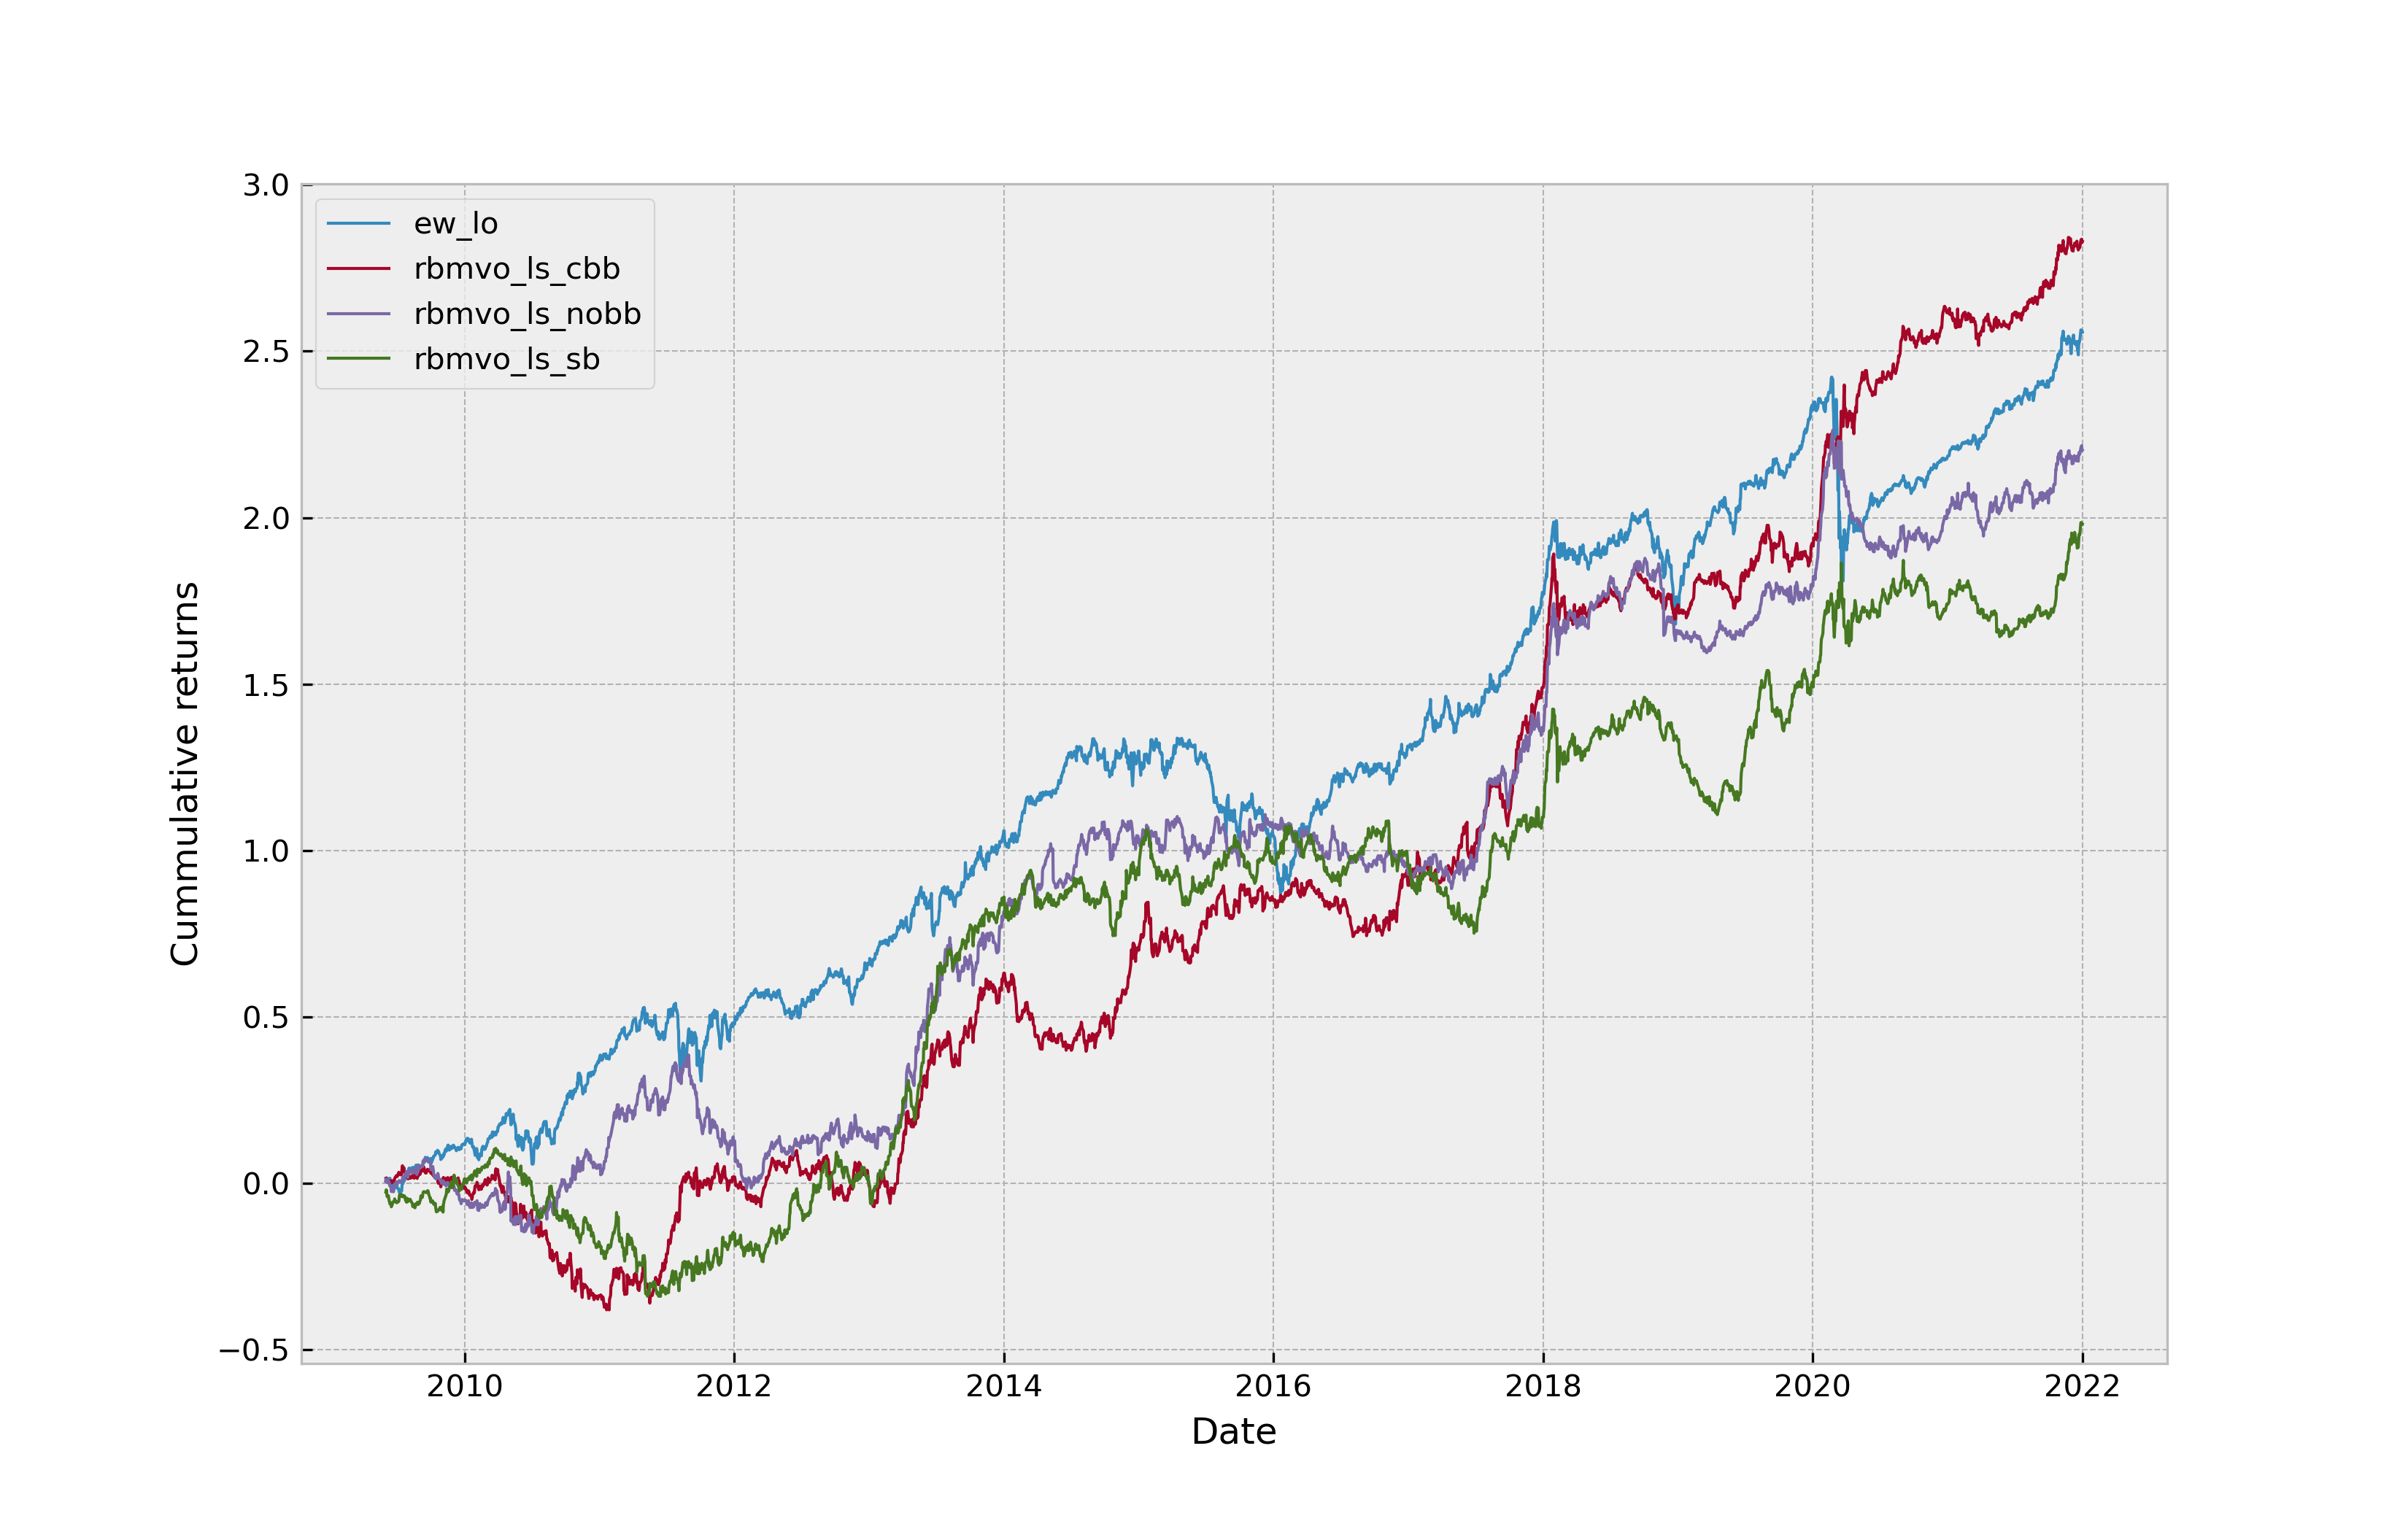 3.0
2.5
2.0
1.5
1.0
0.5
0.0
−0.5
Cummulative returns
ew_lo
rbmvo_ls_cbb
rbmvo_ls_nobb
rbmvo_ls_sb
2010 2012 2014 2016 2018 2020 2022
Date